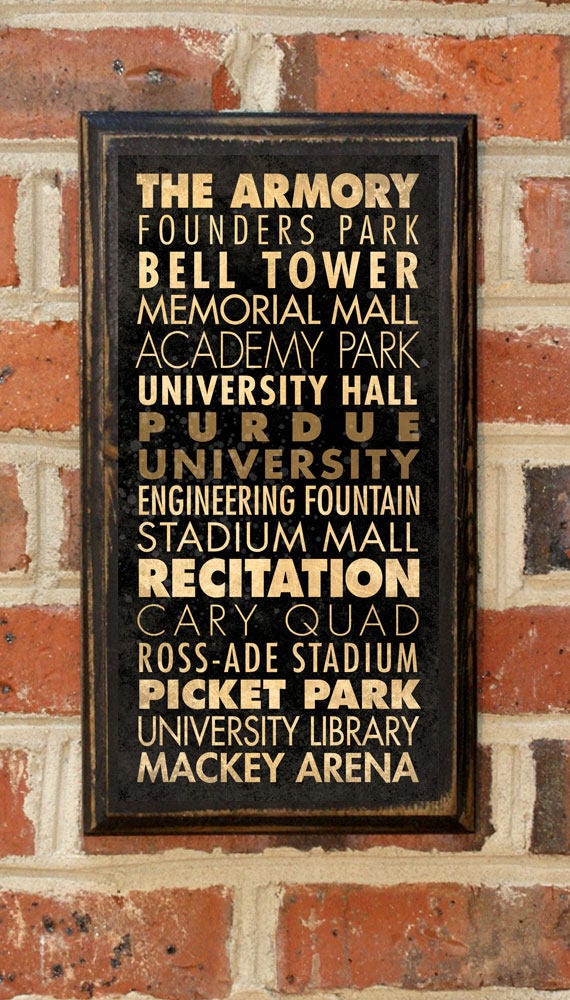 THE ARMORY
FOUNDERS PARK
BELL TOWER
MEMORIAL MALL
ACADEMY PARK
UNIVERSITY HALL
PURDUE
UNIVERSITY
ENGINEERING FOUNTAIN
STADIUM MALL
RECITATION
CARY QUAD
ROSS-ADE STADIUM
PICKET PARK
UNIVERSITY LIBRARY
MACKEY ARENA